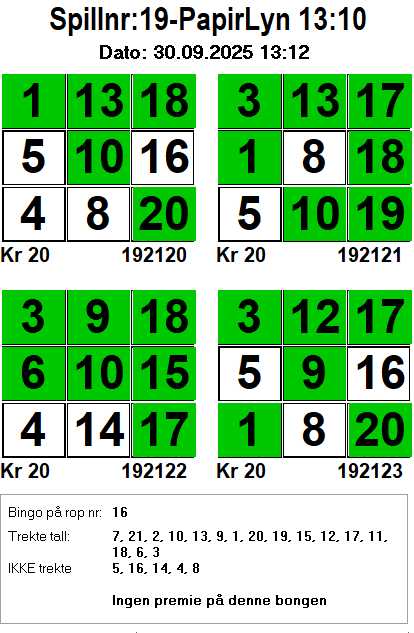 Spillnr:19-PapirLyn 13:10
Dato: 30.09.2025 13:12
1 13 18
5 10 16
4 8 20
Kr 20 192120
3 13 17
1 8 18
5 10 19
Kr 20 192121
3 9 18
6 10 15
4 14 17
Kr 20 192122
3 12 17
5 9 16
1 8 20
Kr 20 192123
Bingo på rop nr: 16
Trekte tall: 7, 21, 2, 10, 13, 9, 1, 20, 19, 15, 12, 17, 11,
18, 6, 3
IKKE trekte 5, 16, 14, 4, 8
Ingen premie på denne bongen